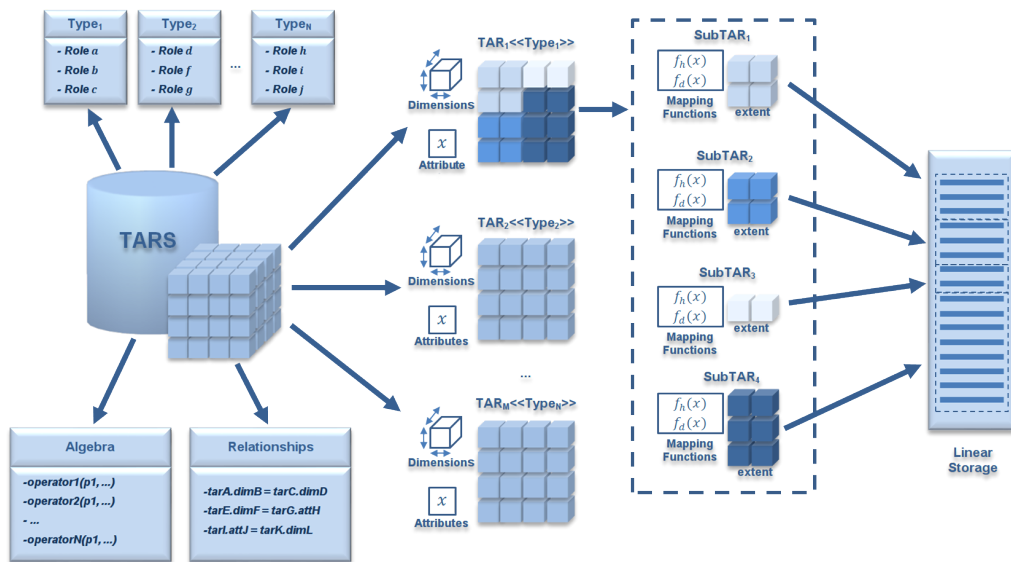 Type1
- Role a
- Role b
- Role c
Type2
- Role d
- Role f
- Role g
...
TypeN
- Role h
- Role i
- Role j
TARS
Algebra
-operator1(p1, ...)
-operator2(p1, ...)
- ...
-operatorN(p1, ...)
Relationships
-tarA.dimB = tarC.dimD
-tarE.dimF = tarG.attH
-tarI.attJ = tarK.dimL
TAR1<<Type1>>
Dimensions
x
Attribute
TAR2<<Type2>>
Dimensions
x
Attributes
...
TARM<<TypeN>>
Dimensions
x
Attributes
SubTAR1
fh(x)
fd(x)
Mapping
Functions
extent
SubTAR2
fh(x)
fd(x)
Mapping
Functions
extent
SubTAR3
fh(x)
fd(x)
Mapping
Functions
extent
SubTAR4
fh(x)
fd(x)
Mapping
Functions
extent
Linear
Storage